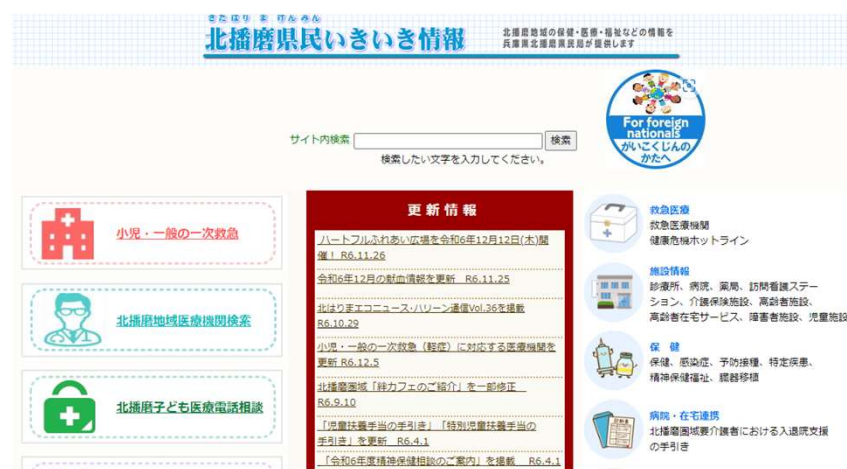 きたはり ま けんみん
北播磨県民いきいき情報
北播磨地域の保健・医療・福祉などの情報を
兵庫県北播磨県民局が提供します
For foreign
nationals
がいこくじんの
かたへ
サイト内検索
検索
検索したい文字を入力してください。
小児・一般の一次救急
北播磨地域医療機関検索
北播磨子ども医療電話相談
更新情報
ハートフルふれあい広場を令和6年12月12日(木)開
催！ R6.11.26
令和6年12月の献血情報を更新 R6.11.25
北はりまエコニュース・ハリーン通信Vol.36を掲載
R6.10.29
小児・一般の一次救急（軽症）に対応する医療機関を
更新 R6.12.5
北播磨圏域「絆カフェのご紹介」を一部修正
R6.9.10
「児童扶養手当の手引き」「特別児童扶養手当の
手引き」を更新 R6.4.1
「令和6年度精神保健相談のご案内」を掲載 R6.4.1
救急医療
救急医療機関
健康危機ホットライン
施設情報
診療所、病院、薬局、訪問看護ステー
ション、介護保険施設、高齢者施設、
高齢者在宅サービス、障害者施設、児童施設
保 健
保健、感染症、予防接種、特定疾患、
精神保健福祉、臓器移植
病院・在宅連携
北播磨圏域要介護者における入退院支援
の手引き